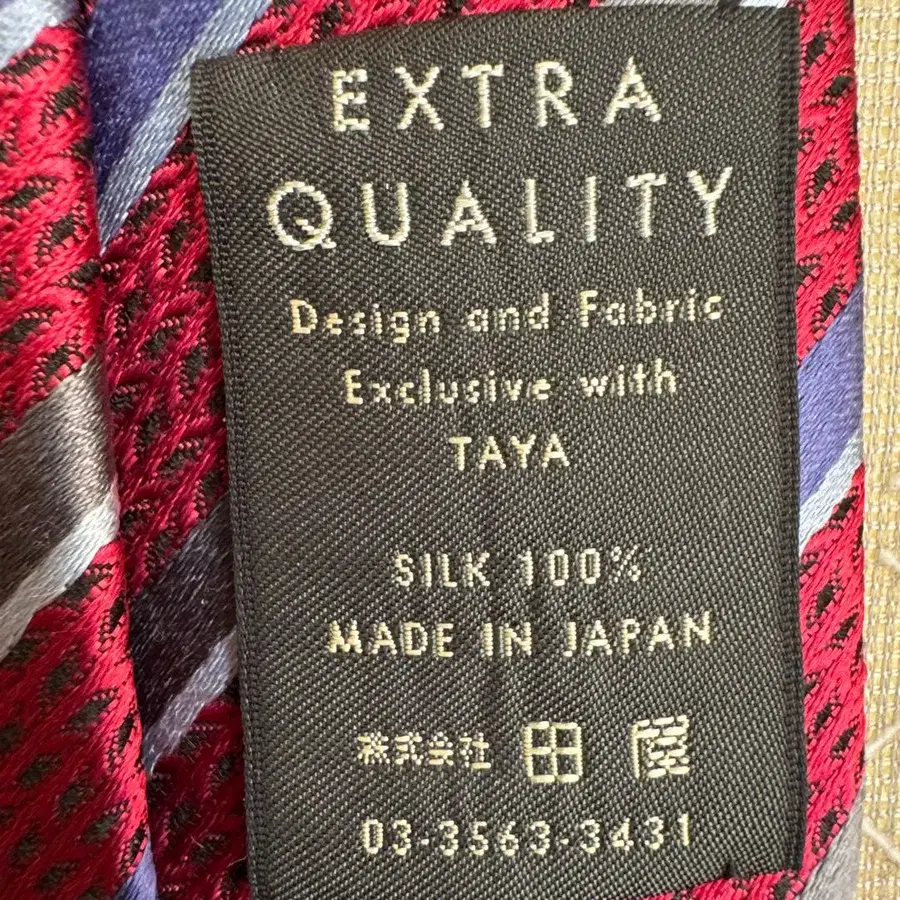 EXTRA
QUALITY
Design and Fabric
Exclusive with
TAYA
SILK 100%
MADE IN JAPAN
株式会社 田屋
03-3563-3431